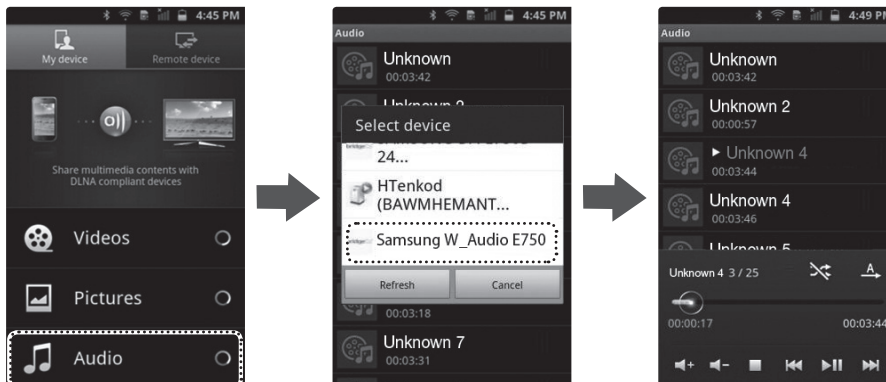 4:45 PM
My device
Remote device
Share multimedia contents with
DLNA compliant devices
Videos
Pictures
Audio
4:45 PM
Audio
Unknown
00:03:42
Select device
24...
HTenkod
(BAWMHEMANT...
Samsung W_Audio E750
Refresh
Cancel
00:03:18
Unknown 7
00:03:31
4:49 PM
Audio
Unknown
00:03:42
Unknown 2
00:00:57
Unknown 4
00:03:44
Unknown 4
00:03:46
Unknown 5
Unknown 4 3 / 25
A
00:00:17
00:03:44